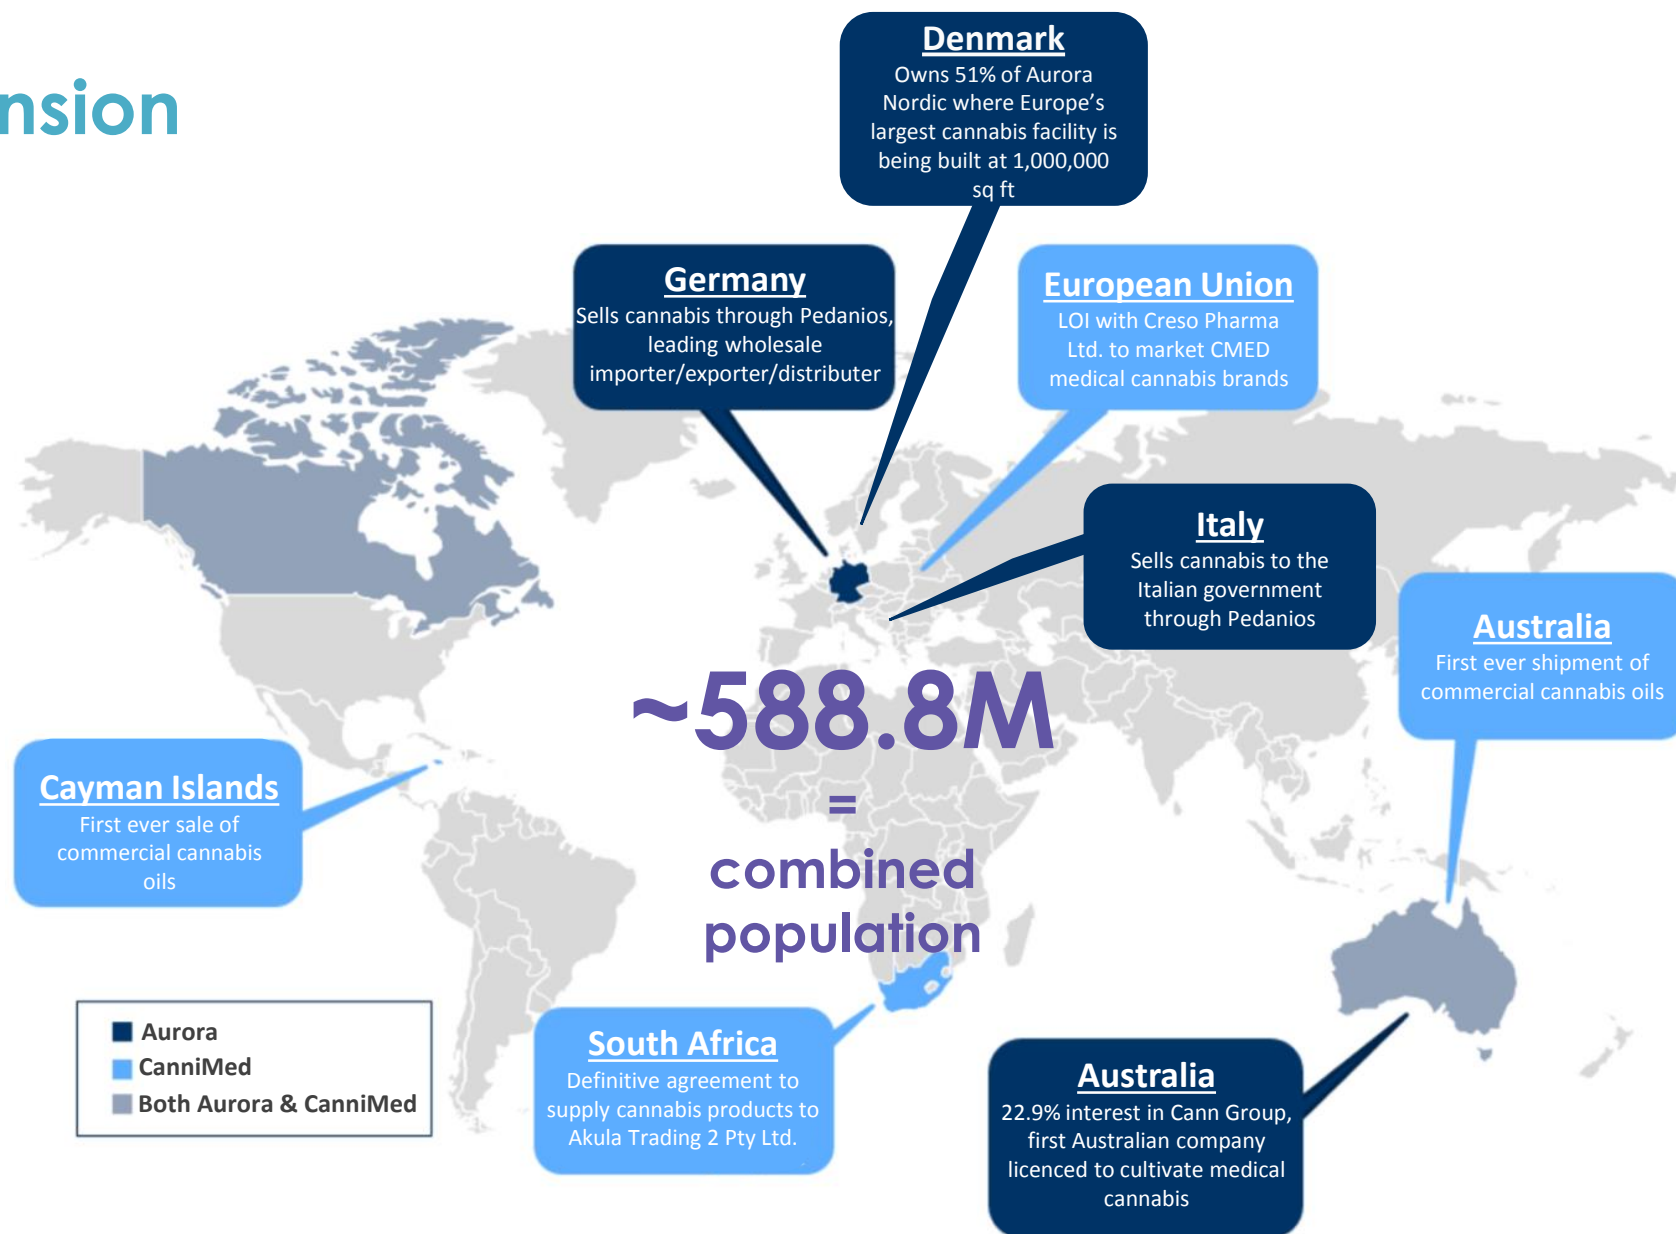 nsion
Denmark
Owns 51% of Aurora
Nordic where Europe's
largest cannabis facility is
being built at 1,000,000
sq ft
Germany
Sells cannabis through Pedanios,
leading wholesale
importer/exporter/distributer
European Union
LOI with Creso Pharma
Ltd. to market CMED
medical cannabis brands
Italy
Sells cannabis to the
Italian government
through Pedanios
Australia
First ever shipment of
commercial cannabis oils
~588.8M
=
combined
population
Cayman Islands
First ever sale of
commercial cannabis
oils
Aurora
CanniMed
Both Aurora & CanniMed
South Africa
Definitive agreement to
supply cannabis products to
Akula Trading 2 Pty Ltd.
Australia
22.9% interest in Cann Group,
first Australian company
licenced to cultivate medical
cannabis